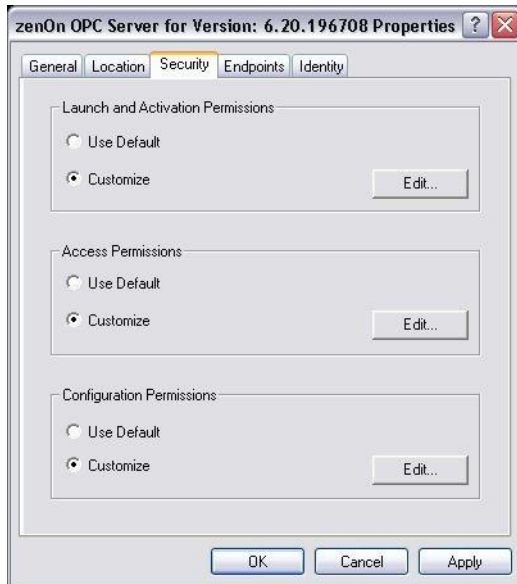 zenOn OPC Server for Version: 6.20.196708 Properties ?
General Location Security Endpoints Identity
Launch and Activation Permissions
Use Default
Customize
Edit...
Access Permissions
Use Default
Customize
Edit...
Configuration Permissions
Use Default
Customize
Edit...
OK Cancel Apply